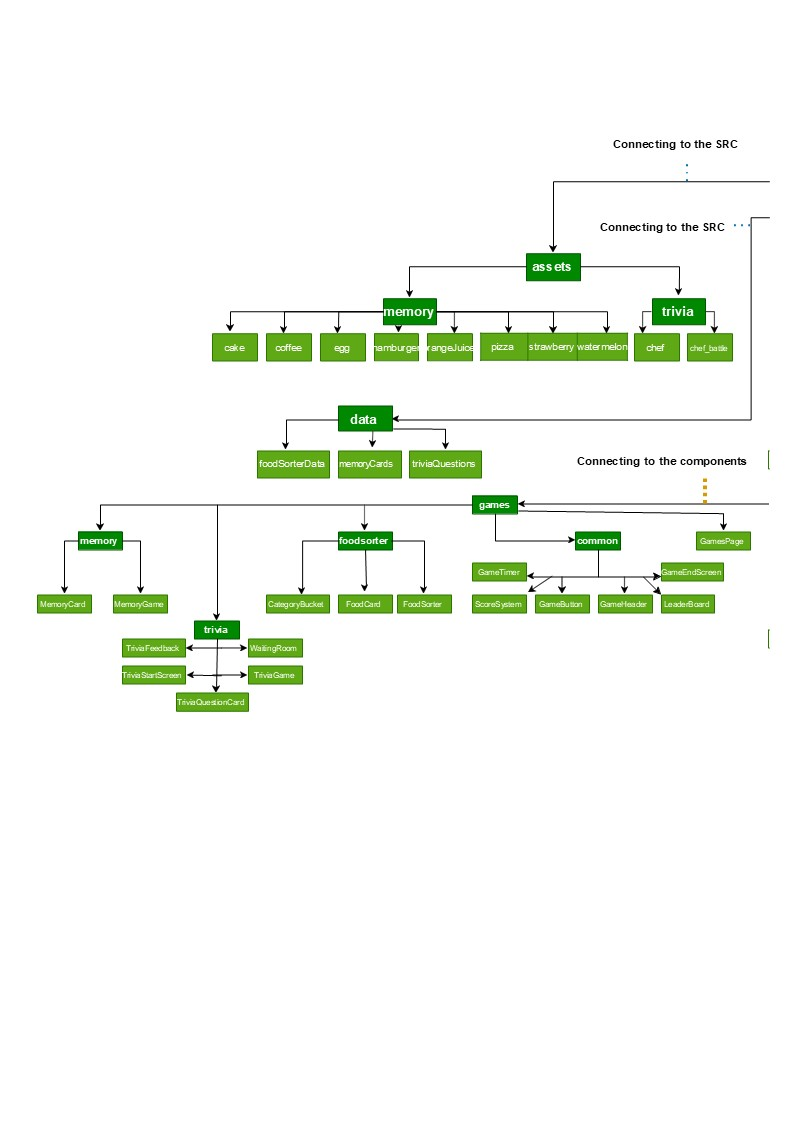 Connecting to the SRC
Connecting to the SRC
assets
memory
trivia
cake
coffee
egg
hamburger
rangeJuice
pizza
strawberry
watermelon
chef
chef_battle
data
foodSorterData
memoryCards
triviaQuestions
Connecting to the components
games
memory
foodsorter
common
GamesPage
GameTimer
GameEndScreen
MemoryCard
MemoryGame
CategoryBucket
FoodCard
FoodSorter
ScoreSystem
GameButton
GameHeader
LeaderBoard
trivia
TriviaFeedback
WaitingRoom
TriviaStartScreen
TriviaGame
TriviaQuestionCard